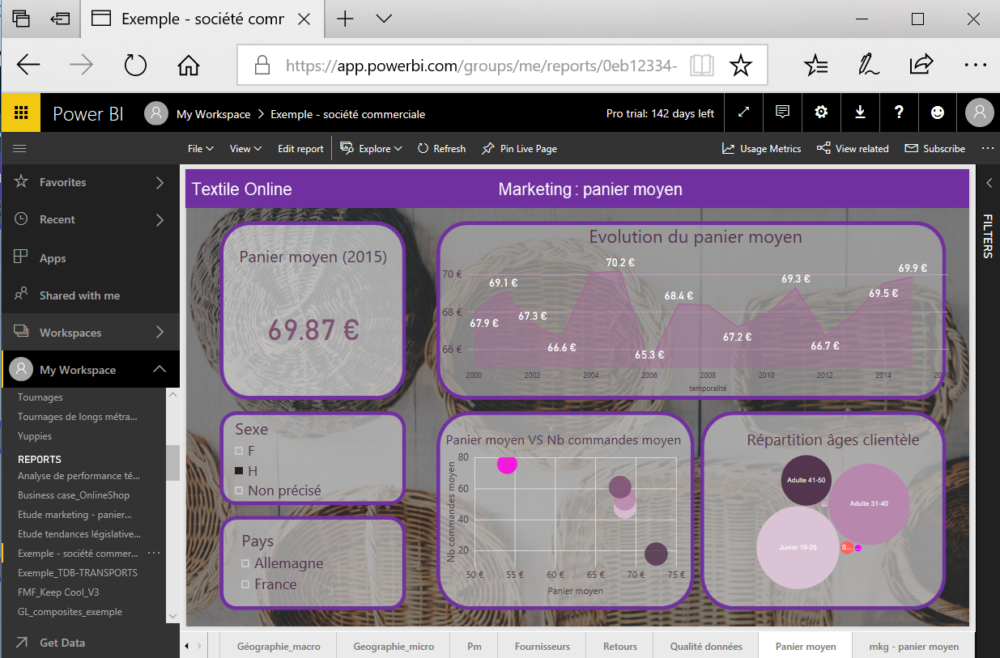 Exemple - société comr
https://app.powerbi.com/groups/me/reports/0eb12334-
Power BI
My Workspace > Exemple - société commerciale
Pro trial: 142 days left
File
View
Edit report
Explore
Refresh
Pin Live Page
Usage Metrics
View related
Subscribe
Favorites
Recent
Apps
Shared with me
Workspaces
My Workspace
Tournages
Tournages de longs métra...
Yuppies
REPORTS
Analyse de performance té...
Business case_OnlineShop
Etude marketing - panier...
Etude tendances législative...
Exemple - société commer...
Exemple_TDB-TRANSPORTS
FMF_Keep Cool_V3
GL_composites_exemple
Get Data
FILTERS
Textile Online
Marketing : panier moyen
Panier moyen (2015)
69.87 €
Evolution du panier moyen
70 €
68 €
66 €
67.9 €
69.1 €
67.3 €
66.6 €
70.2 €
65.3 €
68.4 €
67.2 €
69.3 €
66.7 €
69.5 €
69.9 €
2000 2002 2004 2006 2008 2010 2012 2014
temporalité
Sexe
F
H
Non précisé
Pays
Allemagne
France
Panier moyen VS Nb commandes moyen
Nb commandes moyen
80
60
40
20
50 € 55 € 60 € 65 € 70 € 75 €
Panier moyen
Répartition âges clientèle
Adulte 41-50
...
Adulte 31-40
Junior 19-25
S...
...
Géographie_macro
Geographie_micro
Pm
Fournisseurs
Retours
Qualité données
Panier moyen
mkg - panier moyen